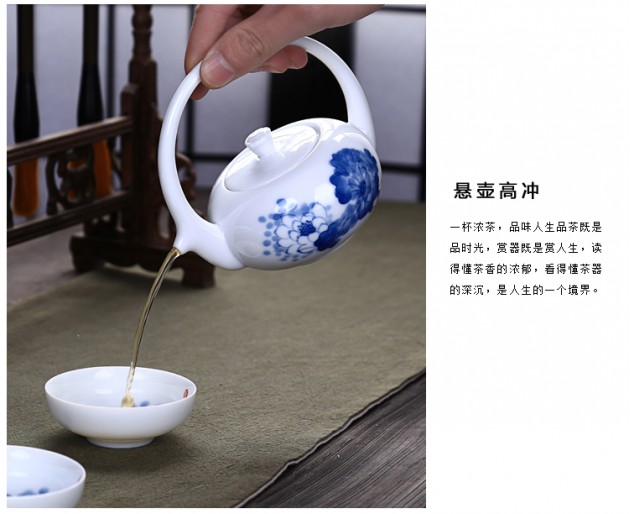 悬壶高冲
一杯浓茶，品味人生品茶既是
品时光，赏器既是赏人生，读
得懂茶香的浓郁，看得懂茶器
的深沉，是人生的一个境界。